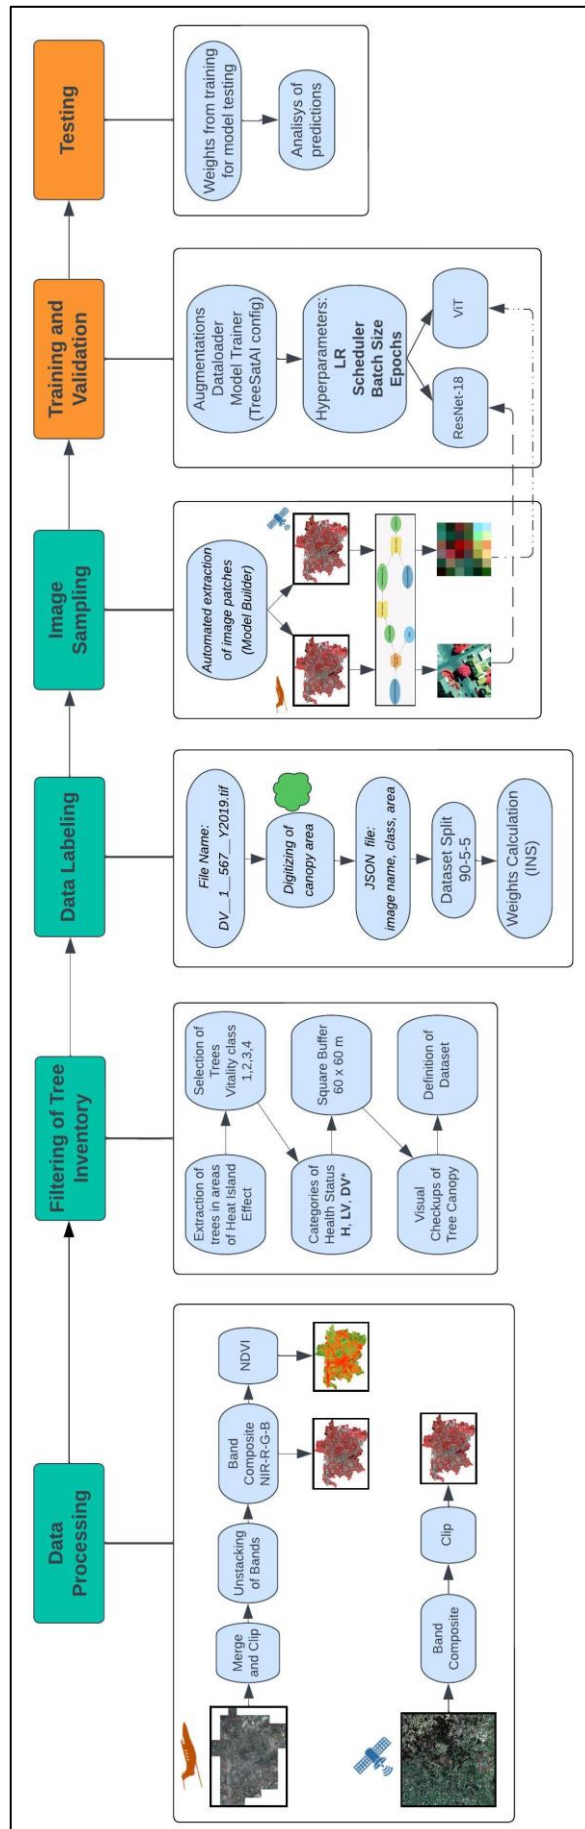 Data
Processing
Merge
and Clip
Unstacking
of Bands
Band
Composite
NIR-R-G-B
NDVI
Band
Composite
Clip
Filtering of Tree
Inventory
Extraction of
trees in areas
of Heat Island
Effect
Selection of
Trees
Vitality class
1,2,3,4
Categories of
Health Status
H, LV, DV*
Square Buffer
60 x 60 m
Visual
Checkups of
Tree Canopy
Definition of
Dataset
Data Labeling
File Name:
DV__1__567__Y2019.tif
Digitizing of
canopy area
JSON file:
image name, class, area
Dataset Split
90-5-5
Weights Calculation
(INS)
Image
Sampling
Automated extraction
of image patches
(Model Builder)
Training and
Validation
Augmentations
Dataloader
Model Trainer
(TreeSatAI config)
Hyperparameters:
LR
Scheduler
Batch Size
Epochs
ResNet-18
ViT
Testing
Weights from training
for model testing
Analisys of
predictions